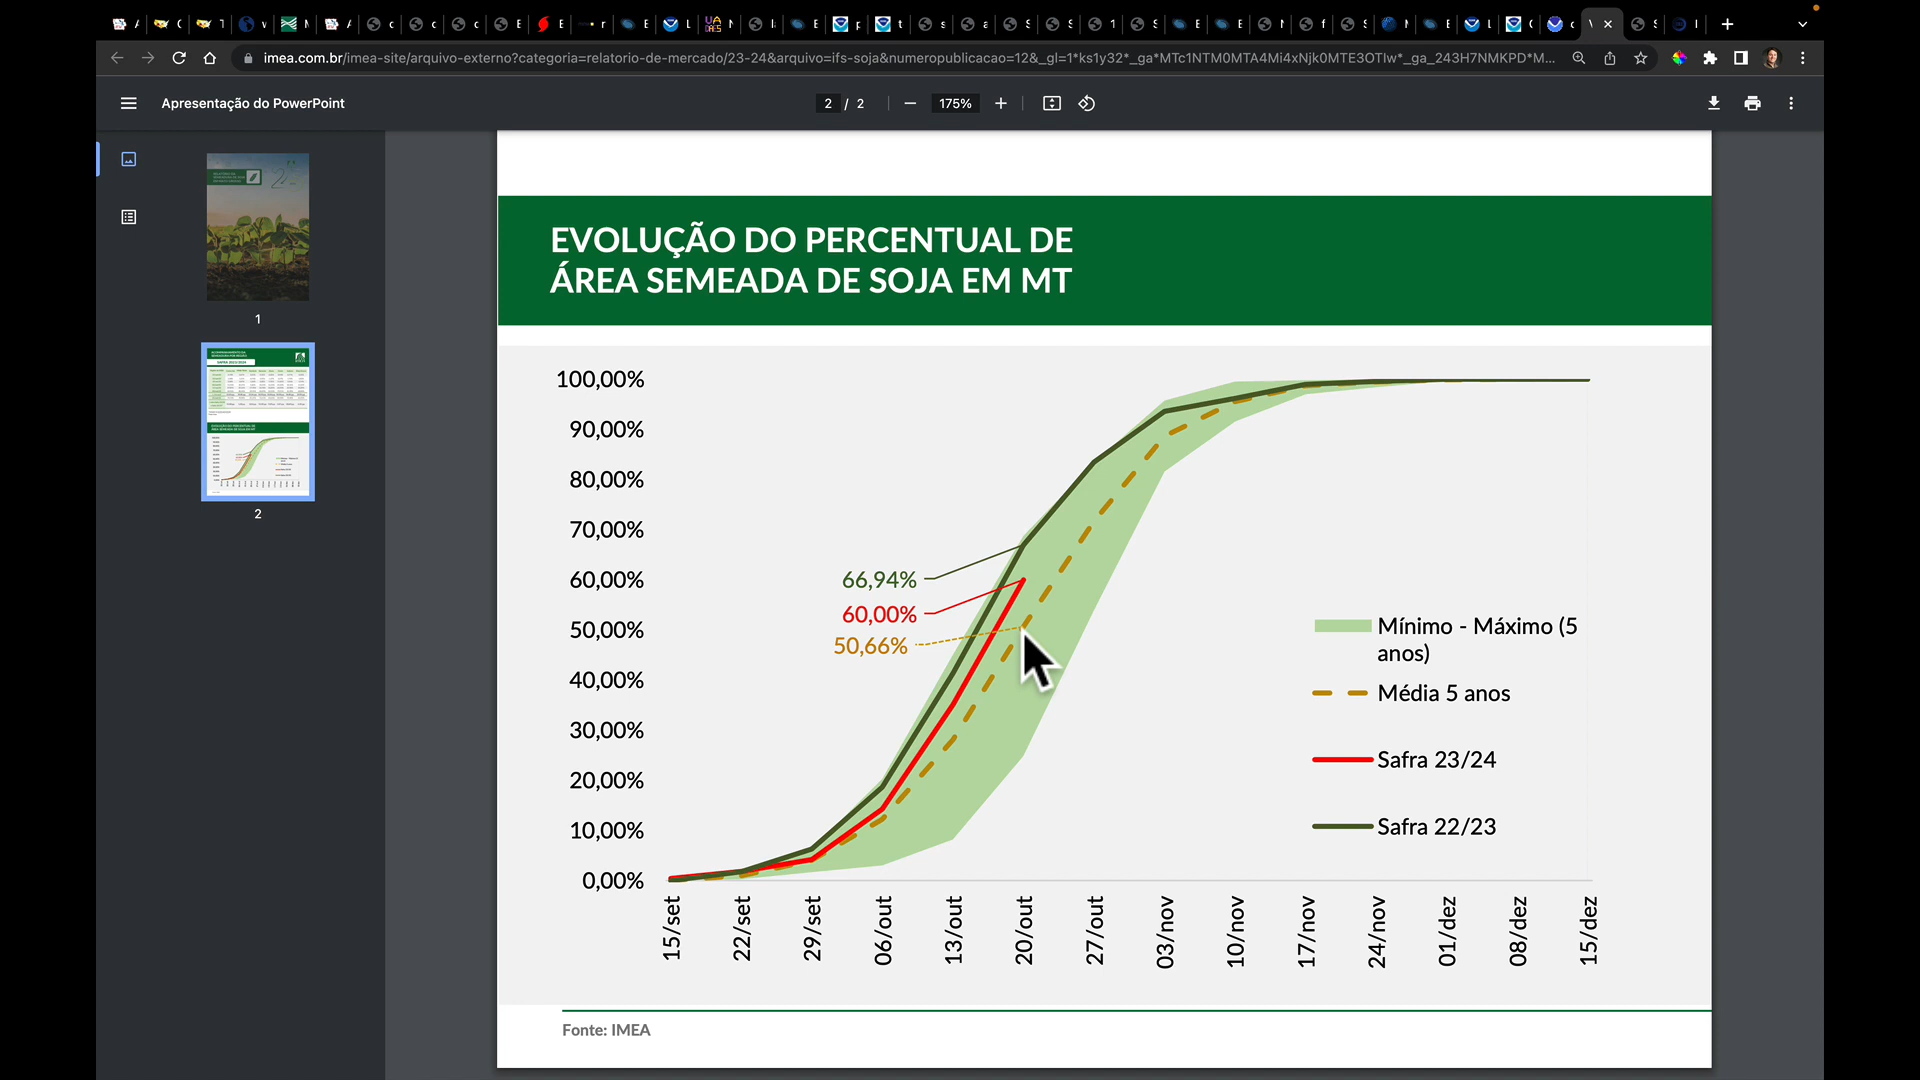 imea.com.br/imea-site/arquivo-externo?categoria=relatorio-de-mercado/23-24&arquivo=ifs-soja&numeropublicacao=12&_gl=1*ks1y32*_ga*MTc1NTM0MTA4Mi4xNjk0MTE3OTIw*_ga_243H7NMKPD*M...
Apresentação do PowerPoint
2 / 2
175%
1
2
EVOLUÇÃO DO PERCENTUAL DE
ÁREA SEMEADA DE SOJA EM MT
100,00%
90,00%
80,00%
70,00%
60,00%
50,00%
40,00%
30,00%
20,00%
10,00%
0,00%
66,94%
60,00%
50,66%
Mínimo - Máximo (5
anos)
Média 5 anos
Safra 23/24
Safra 22/23
15/set
22/set
29/set
06/out
13/out
20/out
27/out
03/nov
10/nov
17/nov
24/nov
01/dez
08/dez
15/dez
Fonte: IMEA